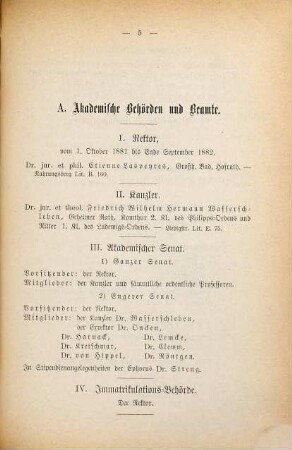 — 5 —
A. Akademische Behörden und Beamte.
I. Rektor,
vom 1. Oktober 1881 bis Ende September 1882.
Dr. jur. et phil. Etienne Laspeyres, Großh. Bad. Hofrath. —
Nahrungsberg Lit. B. 100.
II. Kanzler.
Dr. jur. et theol. Friedrich Wilhelm Hermann Wasserschleben,
Geheimer Rath, Komthur 2. Kl. des Philipps-Ordens und
Ritter 1. Kl. des Ludewigs-Ordens. — Lit. E. 75.
III. Akademischer Senat.
1) Ganzer Senat.
Vorsitzender: der Rektor.
Mitglieder: der Kanzler und sämmtliche ordentliche Professoren.
2) Engerer Senat.
Vorsitzender: der Rektor.
Mitglieder: der Kanzler Dr. Wasserschleben,
der Exrektor Dr. Oncken,
Dr. Harnack, Dr. Lemcke,
Dr. Kretschmar, Dr. Clemm,
Dr. von Hippel, Dr. Röntgen.
In Stipendienangelegenheiten der Ephorus Dr. Streng.
IV. Immatrikulations-Behörde.
Der Rektor.